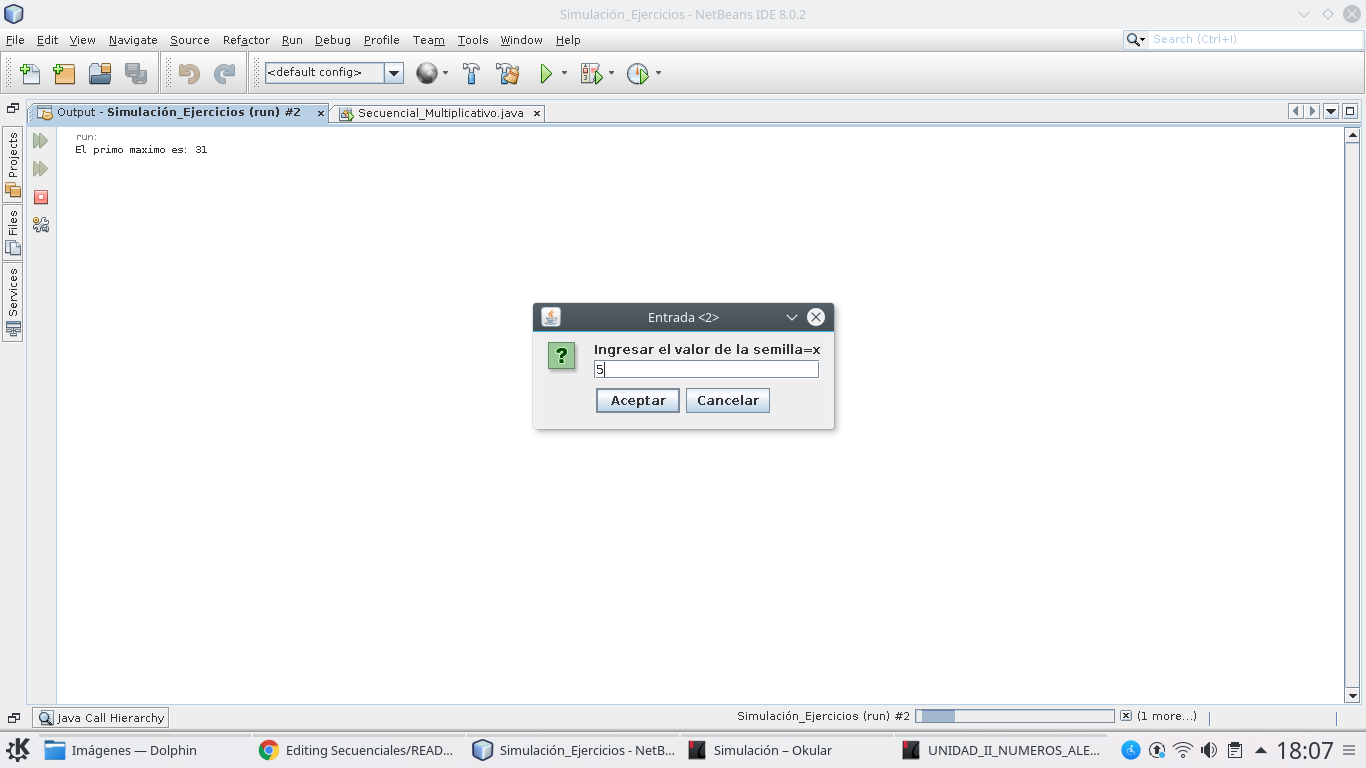 Simulación_Ejercicios - NetBeans IDE 8.0.2
File Edit View Navigate Source Refactor Run Debug Profile Team Tools Window Help
Search (Ctrl+I)
<default config>
Output - Simulación_Ejercicios (run) #2
Secuencial_Multiplicativo.java
Projects
Files
Services
run:
El primo maximo es: 31
Entrada <2>
Ingresar el valor de la semilla=x
5
Aceptar Cancelar
Java Call Hierarchy
Simulación_Ejercicios (run) #2
(1 more...)
Imágenes — Dolphin
Editing Secuenciales/READ...
Simulación_Ejercicios - NetB...
Simulación – Okular
UNIDAD_II_NUMEROS_ALE...
18:07